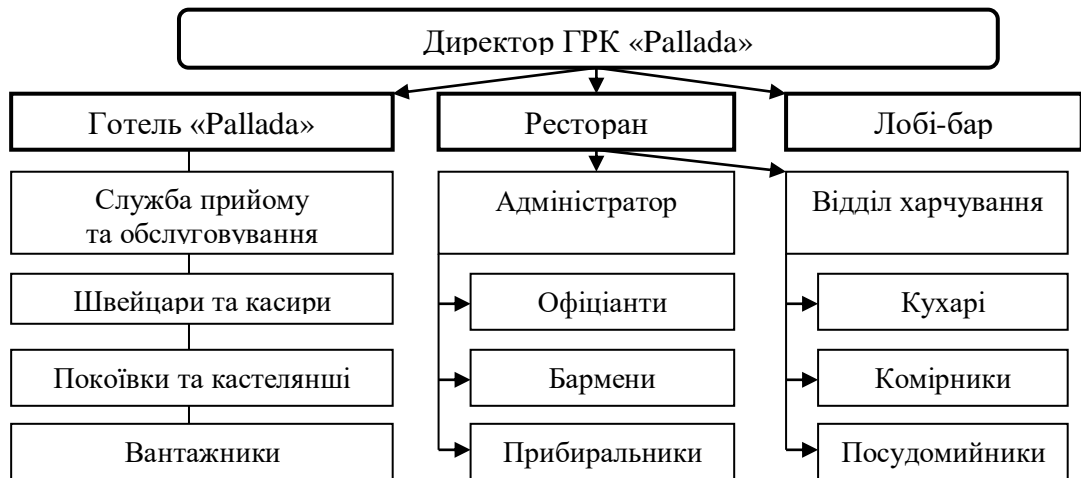 Директор ГРК «Pallada»
Готель «Pallada»
Ресторан
Лобі-бар
Служба прийому
та обслуговування
Адміністратор
Відділ харчування
Швейцари та касири
Офіціанти
Кухарі
Покоївки та кастелянші
Бармени
Комірники
Вантажники
Прибиральники
Посудомийники